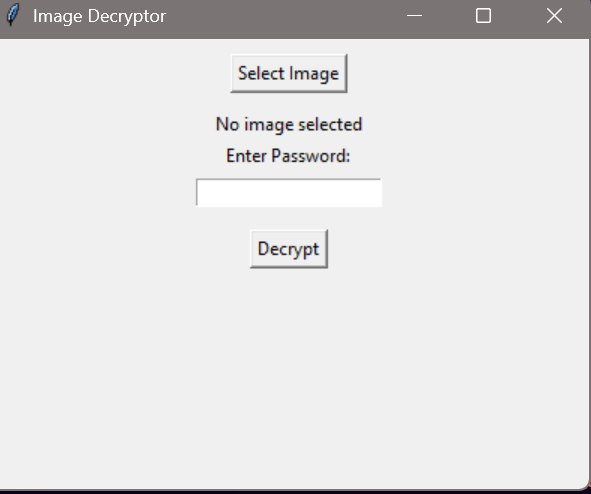 Image Decryptor
Select Image
No image selected
Enter Password:
Decrypt